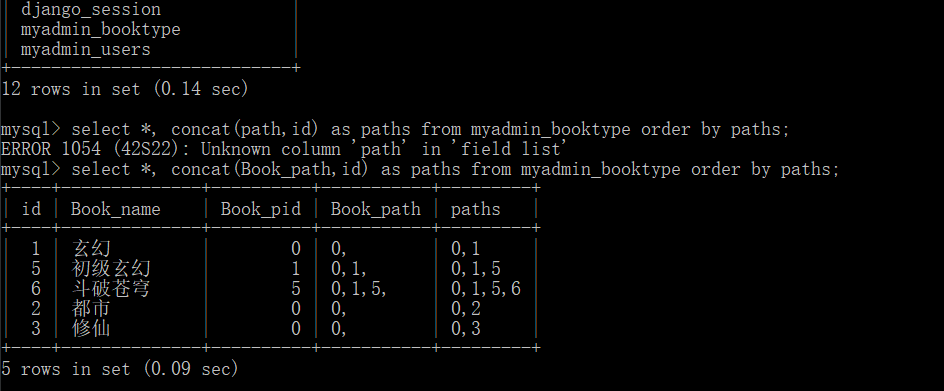 | django_session             |
| myadmin_booktype           |
| myadmin_users              |
+----------------------------+
12 rows in set (0.14 sec)

mysql> select *, concat(path,id) as paths from myadmin_booktype order by paths;
ERROR 1054 (42S22): Unknown column 'path' in 'field list'
mysql> select *, concat(Book_path,id) as paths from myadmin_booktype order by paths;
+----+--------------+----------+-----------+---------+
| id | Book_name    | Book_pid | Book_path | paths   |
+----+--------------+----------+-----------+---------+
|  1 | 玄幻         |        0 | 0,        | 0,1     |
|  5 | 初级玄幻     |        1 | 0,1,      | 0,1,5   |
|  6 | 斗破苍穹     |        5 | 0,1,5,    | 0,1,5,6 |
|  2 | 都市         |        0 | 0,        | 0,2     |
|  3 | 修仙         |        0 | 0,        | 0,3     |
+----+--------------+----------+-----------+---------+
5 rows in set (0.09 sec)